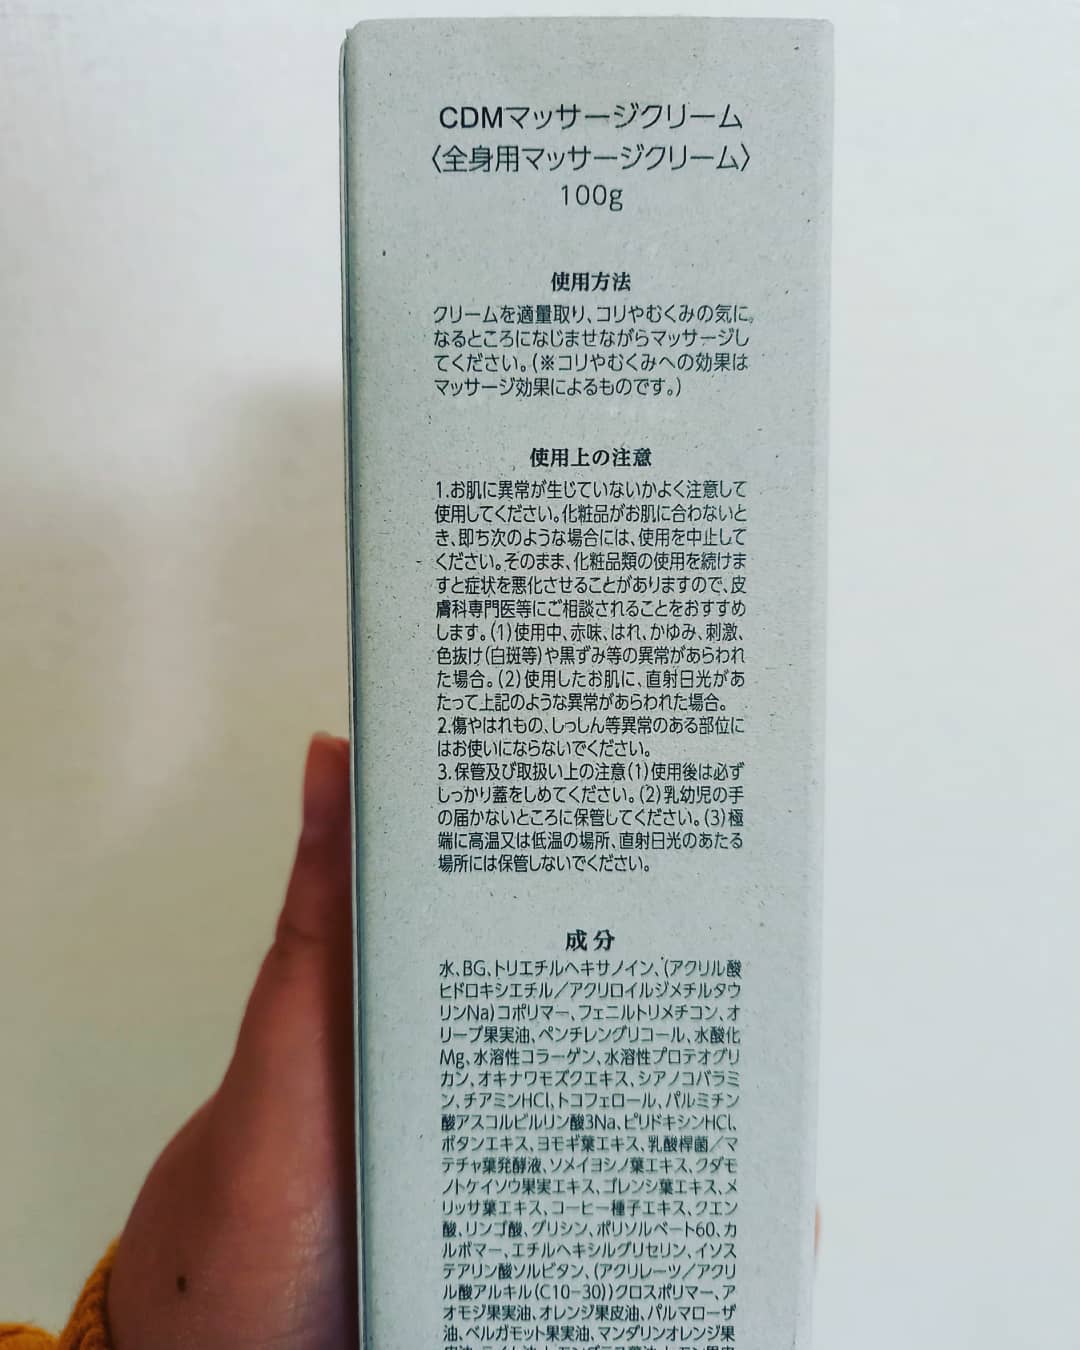 CDMマッサージクリーム
〈全身用マッサージクリーム〉
100g
使用方法
クリームを適量取り、コリやむくみの気に
なるところになじませながらマッサージし
てください。(※コリやむくみへの効果は
マッサージ効果によるものです。)
使用上の注意
1.お肌に異常が生じていないかよく注意して
使用してください。化粧品がお肌に合わないと
き、即ち次のような場合には、使用を中止して
ください。そのまま、化粧品類の使用を続けま
すと症状を悪化させることがありますので、皮
膚科専門医等にご相談されることをおすすめ
します。(1)使用中、赤味、はれ、かゆみ、刺激、
色抜け(白斑等)や黒ずみ等の異常があらわれ
た場合。(2)使用したお肌に、直射日光があ
たって上記のような異常があらわれた場合。
2.傷やはれもの、しっしん等異常のある部位に
はお使いにならないでください。
3.保管及び取扱い上の注意(1)使用後は必ず
しっかり蓋をしめてください。(2)乳幼児の手
の届かないところに保管してください。(3)極
端に高温又は低温の場所、直射日光のあたる
場所には保管しないでください。
成分
水、BG、トリエチルヘキサノイン、(アクリル酸
ヒドロキシエチル／アクリロイルジメチルタウ
リンNa)コポリマー、フェニルトリメチコン、オ
リーブ果実油、ペンチレングリコール、水酸化
Mg、水溶性コラーゲン、水溶性プロテオグリ
カン、オキナワモズクエキス、シアノコバラミ
ン、チアミンHCl、トコフェロール、パルミチン
酸アスコルビルリン酸3Na、ピリドキシンHCl、
ボタンエキス、ヨモギ葉エキス、乳酸桿菌／マ
テチャ葉発酵液、ソメイヨシノ葉エキス、クダモ
ノトケイソウ果実エキス、ゴレンシ葉エキス、メ
リッサ葉エキス、コーヒー種子エキス、クエン
酸、リンゴ酸、グリシン、ポリソルベート60、カ
ルボマー、エチルヘキシルグリセリン、イソス
テアリン酸ソルビタン、(アクリレーツ／アクリ
ル酸アルキル(C10-30))クロスポリマー、ア
オモジ果実油、オレンジ果皮油、パルマローザ
油、ベルガモット果実油、マンダリンオレンジ果